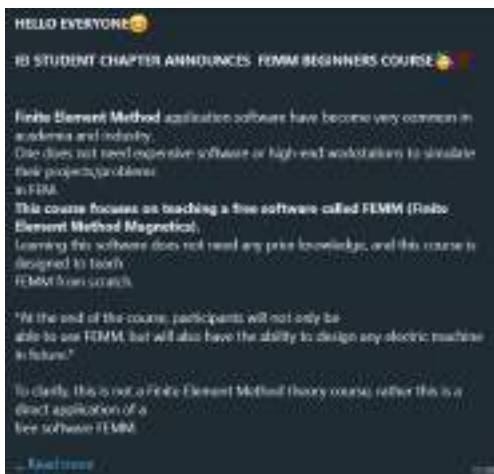 HELLO EVERYONE😊
IEI STUDENT CHAPTER ANNOUNCES FEMM BEGINNERS COURSE
Finite Element Method application software have become very common in
academia and industry.
One does not need expensive software or high-end workstations to simulate
their projects/problems
in FEM.
This course focuses on teaching a free software called FEMM (Finite
Element Method Magnetics).
Learning this software does not need any prior knowledge, and this course is
designed to teach
FEMM from scratch.
"At the end of the course, participants will not only be
able to use FEMM, but will also have the ability to design any electric machine
in future."
To clarify, this is not a Finite Element Method theory course, rather this is a
direct application of a
free software FEMM.
... Read more